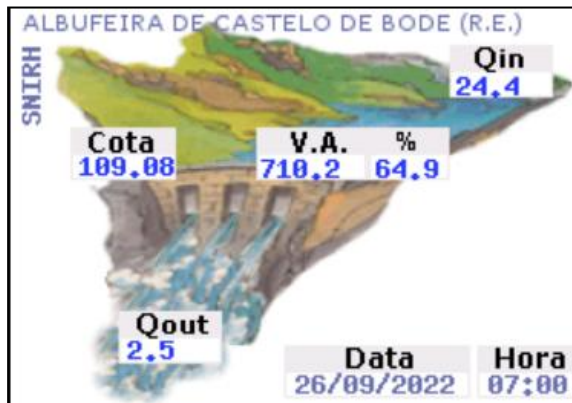 ALBUFEIRA DE CASTELO DE BODE (R.E.)
SNIRH
Qin
24.4
Cota V.A. %
109.08 710.2 64.9
Qout
2.5
Data Hora
26/09/2022 07:00